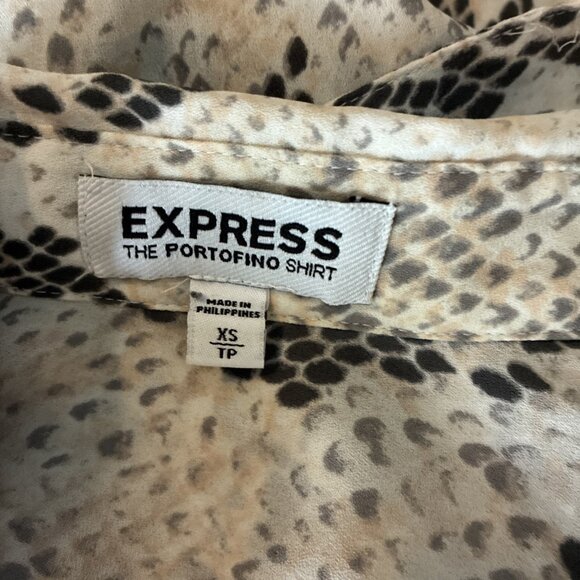 EXPRESS
THE PORTOFINO SHIRT
MADE IN
PHILIPPINES
XS
TP